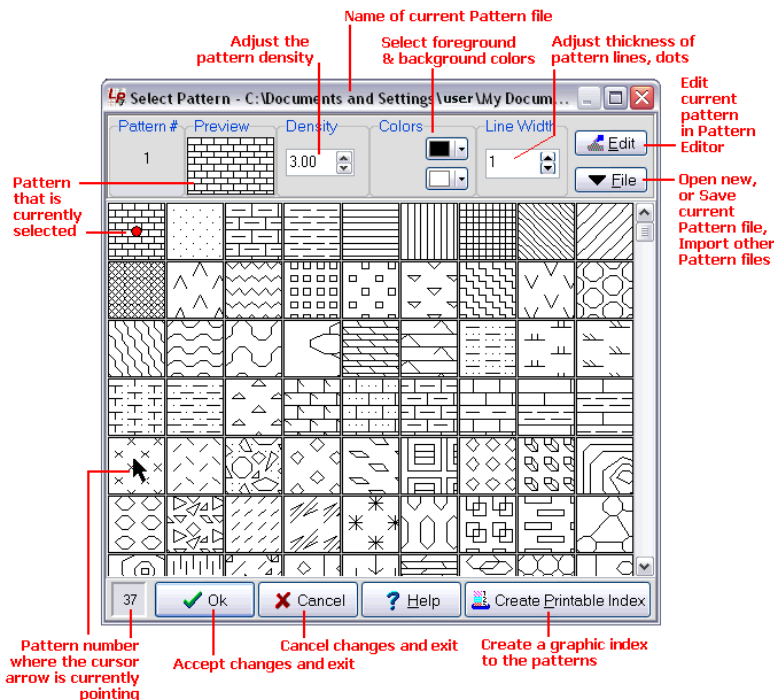 Name of current Pattern file
Adjust the
pattern density
Select foreground
& background colors
Adjust thickness of
pattern lines, dots
Edit
current
pattern
in Pattern
Editor
LP Select Pattern - C:\Documents and Settings\user\My Docum...
Pattern #
Preview
Density
Colors
Line Width
1
3.00
1
Edit
File
Pattern
that is
currently
selected
Open new,
or Save
current
Pattern file,
Import other
Pattern files
37
Ok
Cancel
? Help
Create Printable Index
Pattern number
where the cursor
arrow is currently
pointing
Accept changes and exit
Cancel changes and exit
Create a graphic index
to the patterns